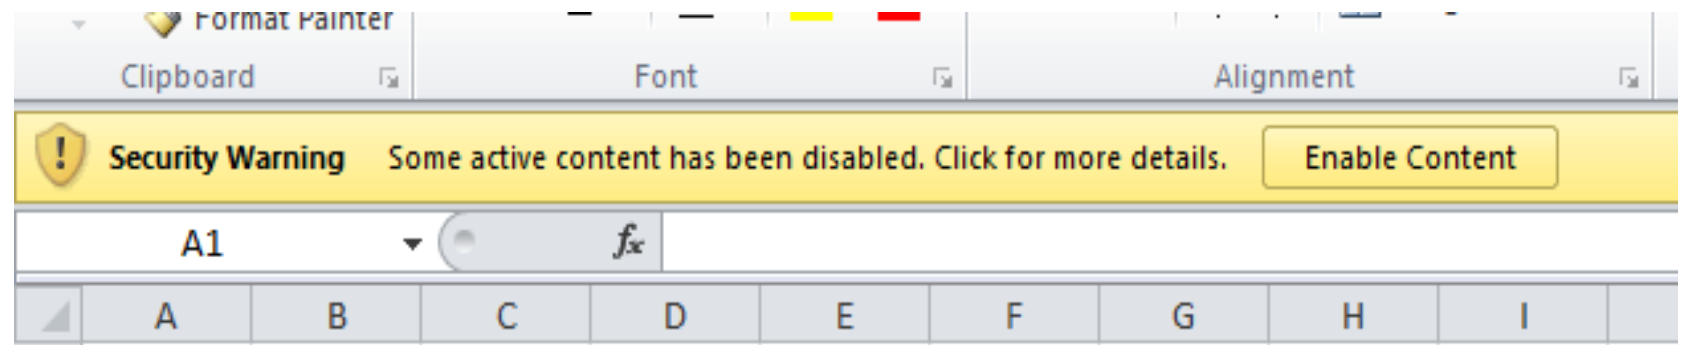 Format Painter
Clipboard Font Alignment
Security Warning Some active content has been disabled. Click for more details. Enable Content
A1 fx
A B C D E F G H I